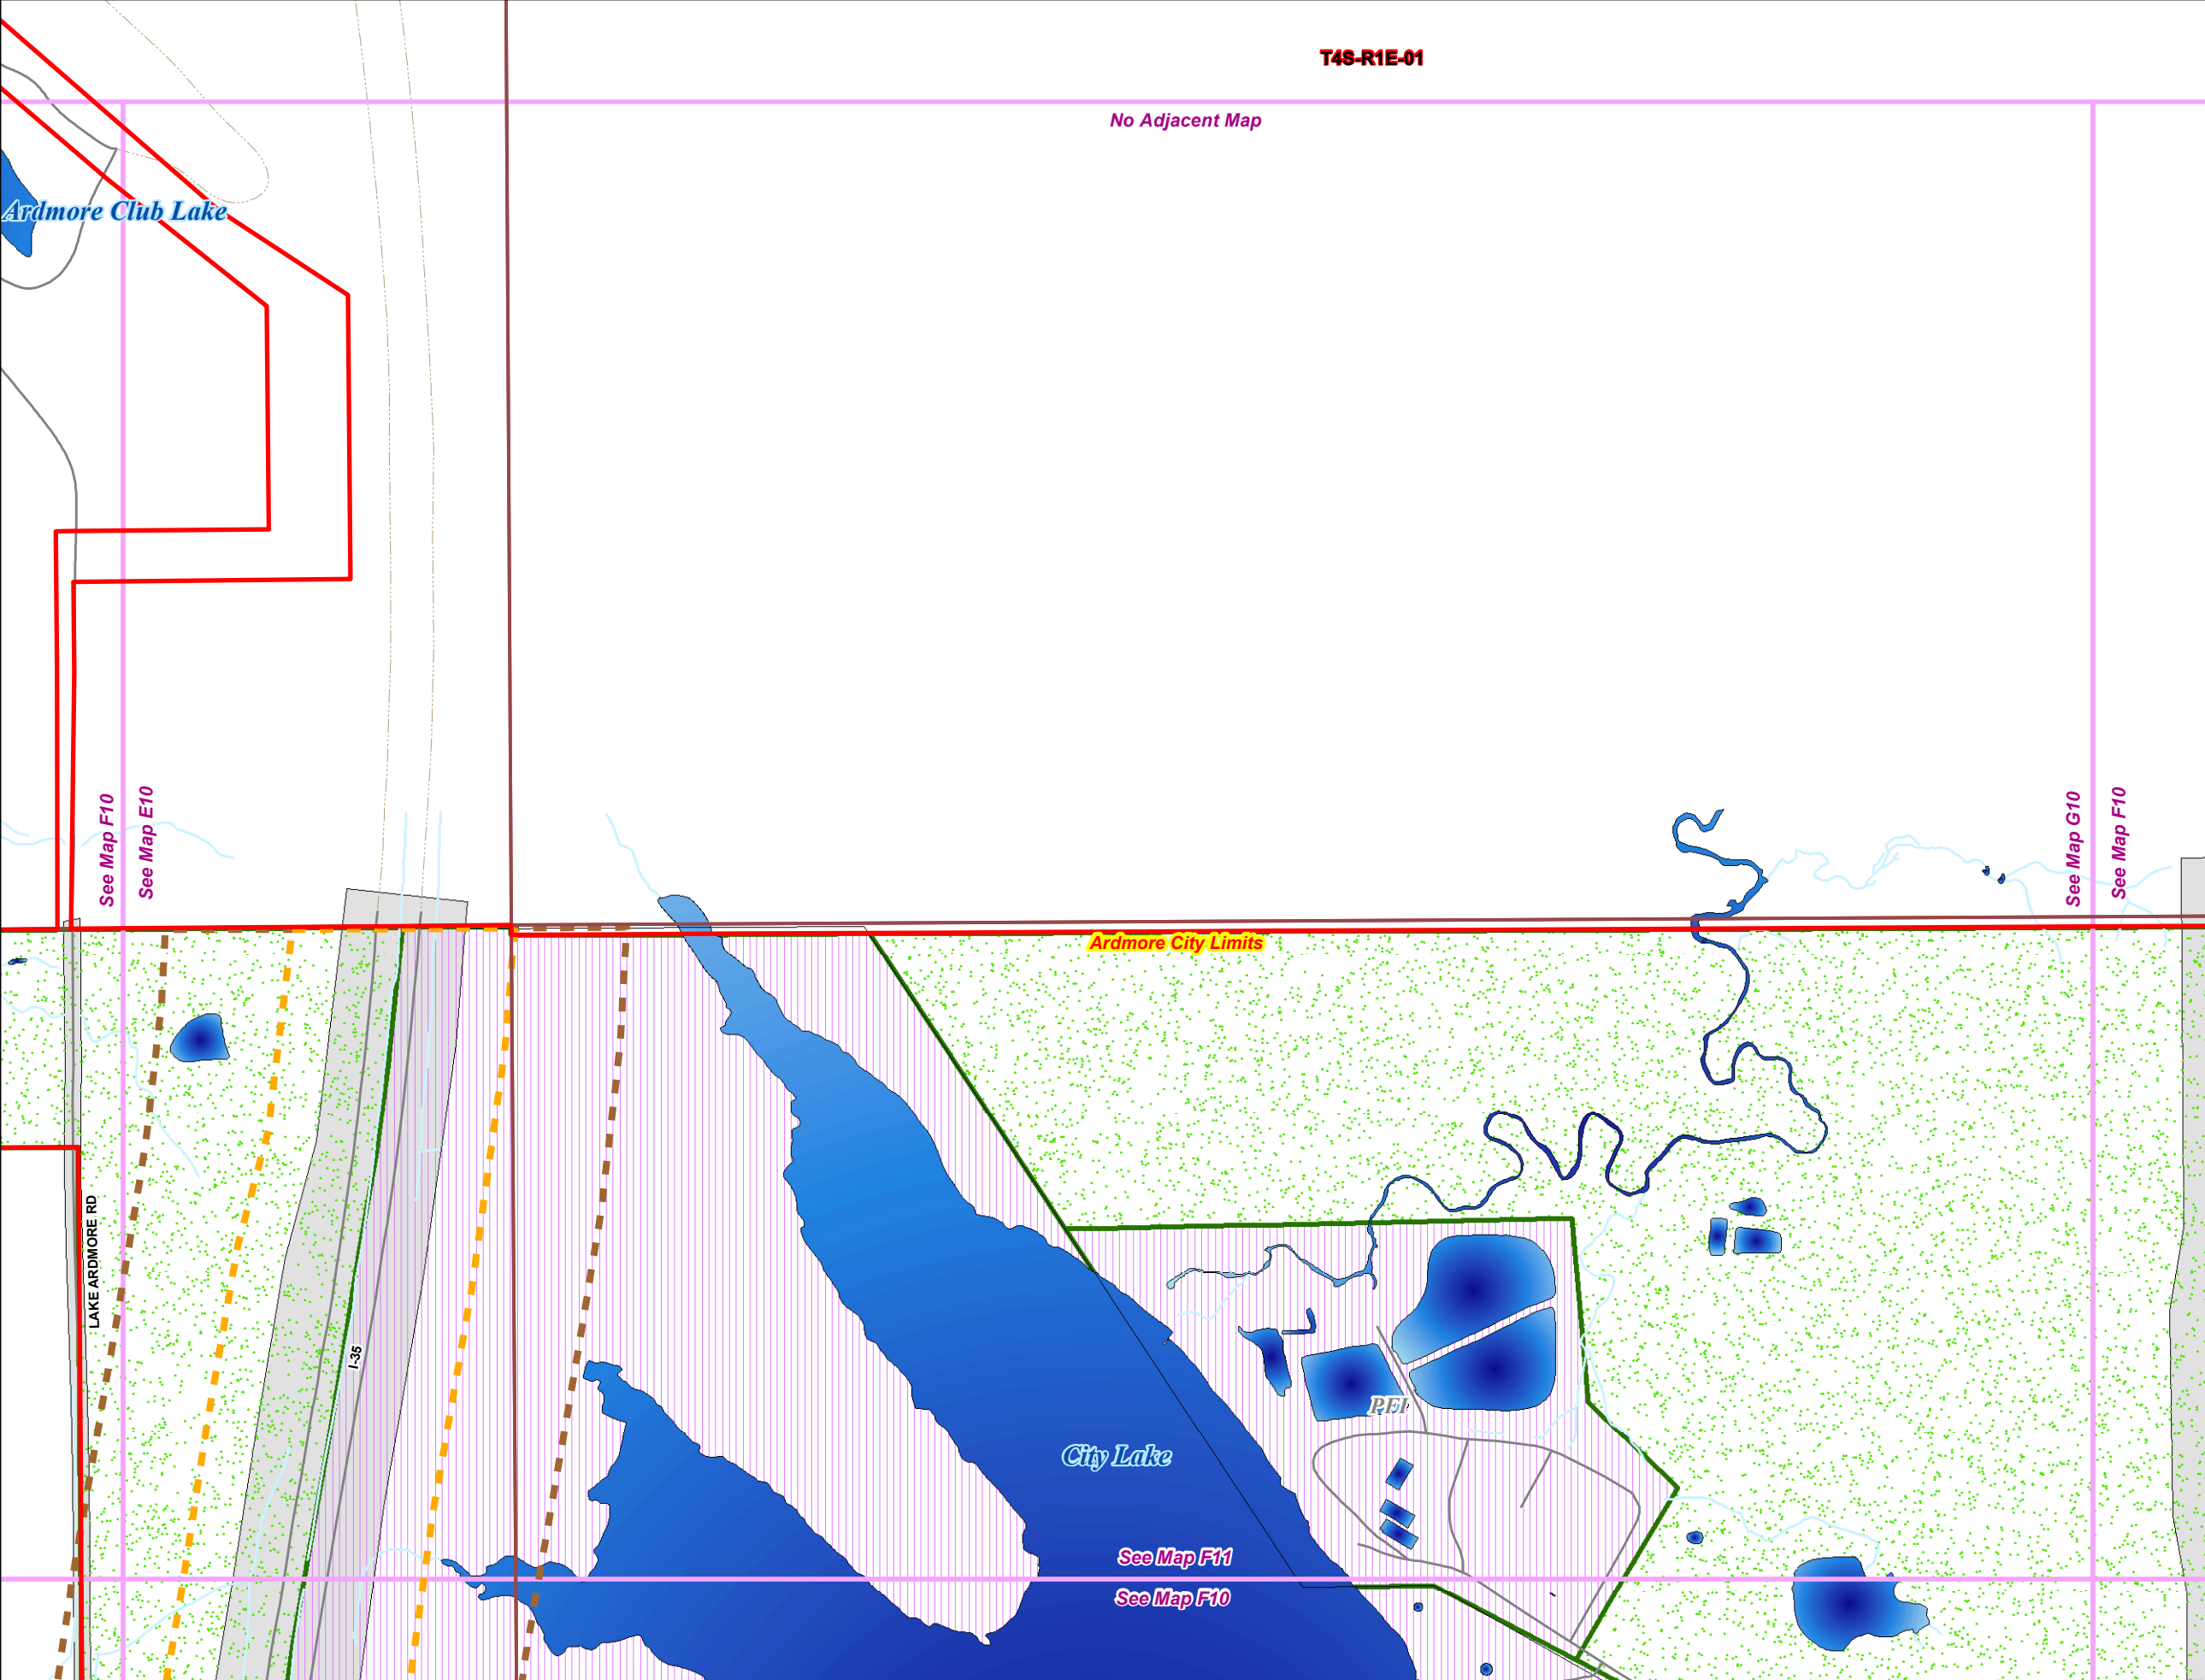 T4S-R1E-01
No Adjacent Map
Ardmore Club Lake
See Map F10
See Map E10
See Map G10
See Map F10
Ardmore City Limits
LAKE ARDMORE RD
I-35
PFI
City Lake
See Map F11
See Map F10